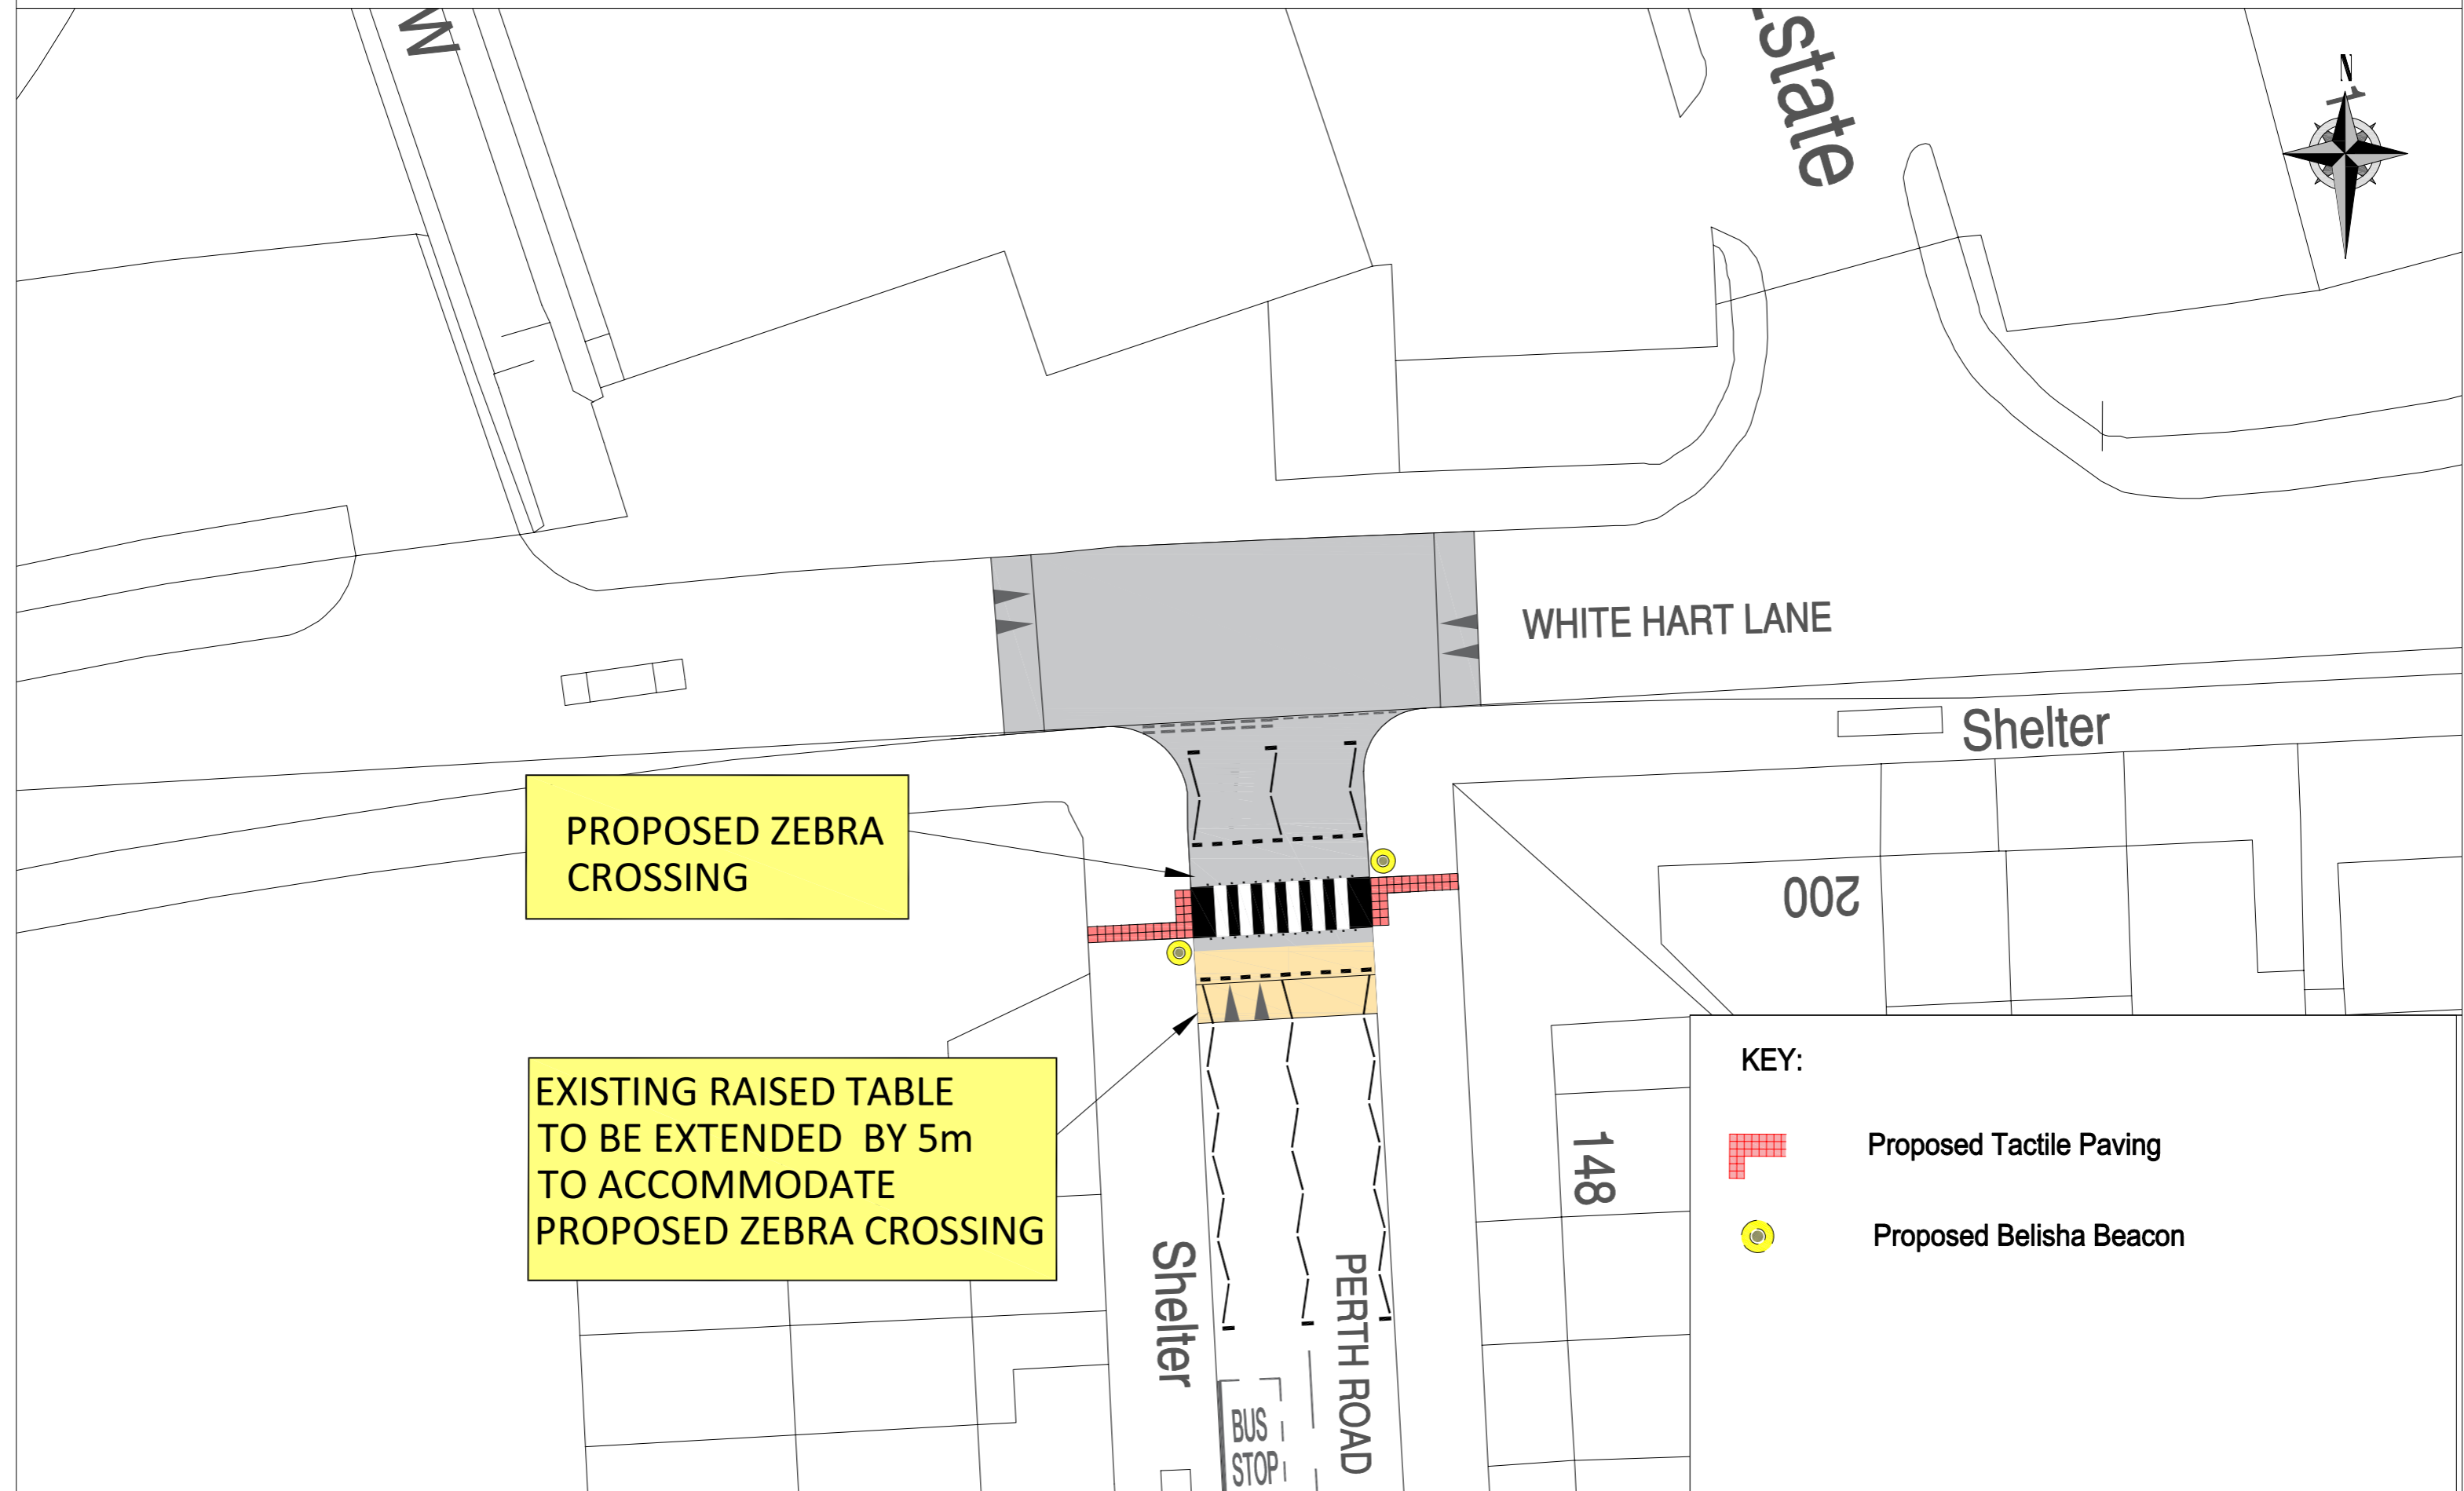 W
state
N
1
WHITE HART LANE
Shelter
PROPOSED ZEBRA
CROSSING
200
EXISTING RAISED TABLE
TO BE EXTENDED BY 5m
TO ACCOMMODATE
PROPOSED ZEBRA CROSSING
Shelter
PERTH ROAD
BUS
STOP
148
KEY:
Proposed Tactile Paving
Proposed Belisha Beacon